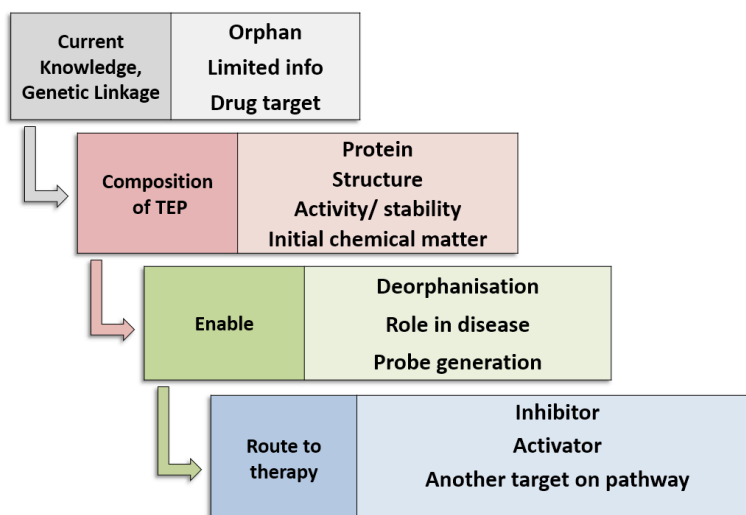 Current
Knowledge,
Genetic Linkage
Orphan
Limited info
Drug target
Composition
of TEP
Protein
Structure
Activity/ stability
Initial chemical matter
Enable
Deorphanisation
Role in disease
Probe generation
Route to
therapy
Inhibitor
Activator
Another target on pathway